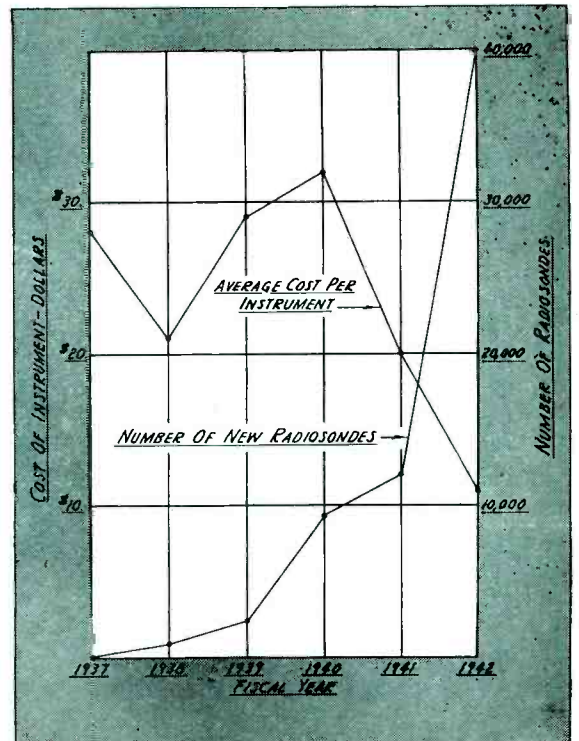 40,000
$30.
30,000
AVERAGE COST PER
INSTRUMENT
COST OF INSTRUMENT-DOLLARS
NUMBER OF RADIOSONDES
$20.
20,000
NUMBER OF NEW RADIOSONDES
$10.
10,000
1937 1938 1939 1940 1941 1942
FISCAL YEAR